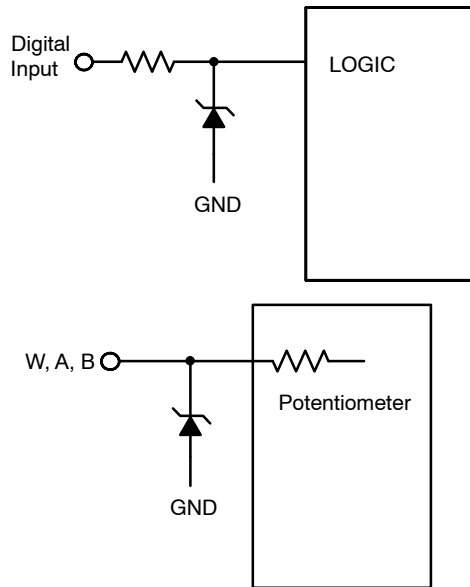 Digital
Input
LOGIC
GND
W, A, B
Potentiometer
GND